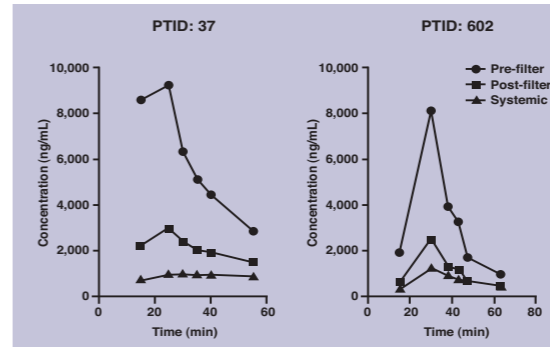 PTID: 37
10,000
8,000
6,000
4,000
2,000
0
Concentration (ng/mL)
0 20 40 60
Time (min)
PTID: 602
10,000
8,000
6,000
4,000
2,000
0
Concentration (ng/mL)
0 20 40 60 80
Time (min)
Pre-filter
Post-filter
Systemic